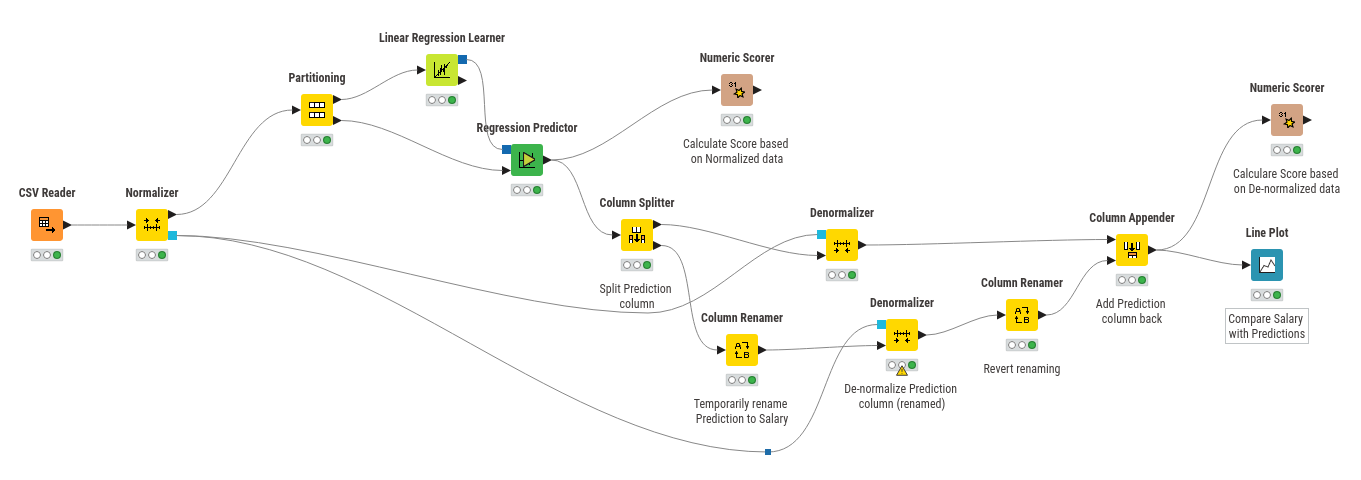 Linear Regression Learner
Partitioning
Numeric Scorer
31
Calculate Score based
on Normalized data
Regression Predictor
Numeric Scorer
31
Calculare Score based
on De-normalized data
CSV Reader
Normalizer
Column Splitter
Split Prediction
column
Denormalizer
Column Appender
Add Prediction
column back
Line Plot
Compare Salary
with Predictions
Column Renamer
A
B
Temporarily rename
Prediction to Salary
Denormalizer
De-normalize Prediction
column (renamed)
Column Renamer
A
B
Revert renaming